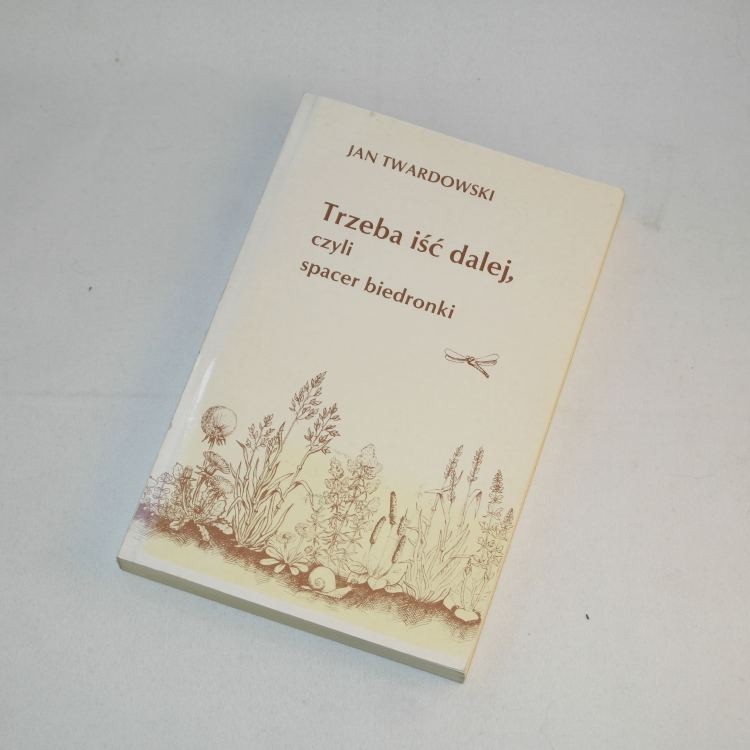 JAN TWARDOWSKI
Trzeba iść dalej,
czyli
spacer biedronki